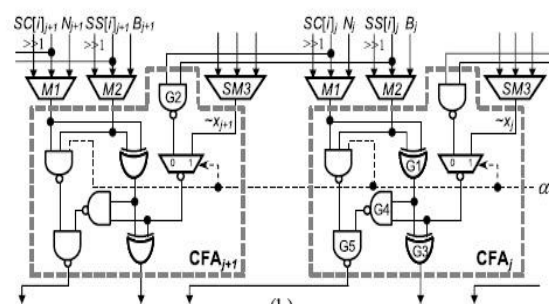 SC[i]j+1 Nj+1 SS[i]j+1 Bj+1 SC[i]j Nj SS[i]j Bj
>>1 >>1 >>1 >>1
M1 M2 G2 SM3 M1 M2 SM3
~xj+1 ~xj
0 1 G1 0 1
α
G4
G5 G3
CFAj+1 CFAj
(b)